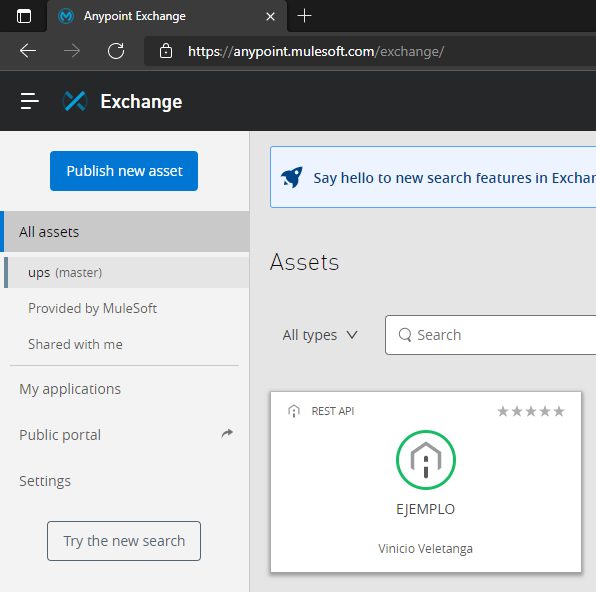 Anypoint Exchange
https://anypoint.mulesoft.com/exchange/
Exchange
Publish new asset
All assets
ups (master)
Provided by MuleSoft
Shared with me
My applications
Public portal
Settings
Try the new search
Say hello to new search features in Exchan
Assets
All types
Search
REST API
EJEMPLO
Vinicio Veletanga